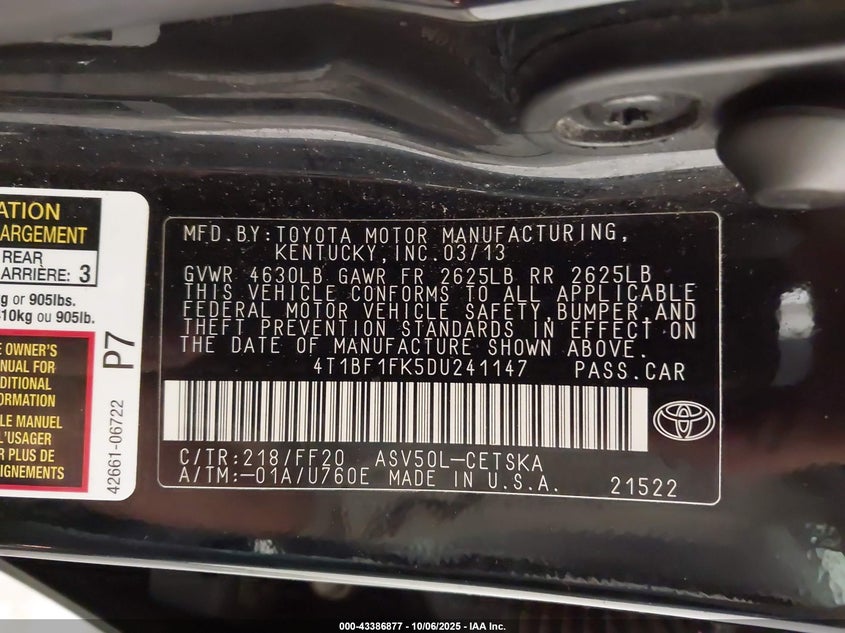 ATION
ARGEMENT
REAR
ARRIÈRE: 3
g or 905lbs.
10kg ou 905lb.
E OWNER'S
NUAL FOR
DITIONAL
ORMATION
LE MANUEL
L'USAGER
R PLUS DE
IGNEMENTS
P7
42661-06722
MFD.BY:TOYOTA MOTOR MANUFACTURING,
KENTUCKY, INC. 03/13
GVWR 4630LB GAWR FR 2625LB RR 2625LB
THIS VEHICLE CONFORMS TO ALL APPLICABLE
FEDERAL MOTOR VEHICLE SAFETY,BUMPER,AND
THEFT PREVENTION STANDARDS IN EFFECT ON
THE DATE OF MANUFACTURE SHOWN ABOVE.
4T1BF1FK5DU241147 PASS.CAR
C/TR:218/FF20 ASV50L-CETSKA
A/TM:-01A/U760E MADE IN U.S.A. 21522
000-43386877 - 10/06/2025 - IAA Inc.